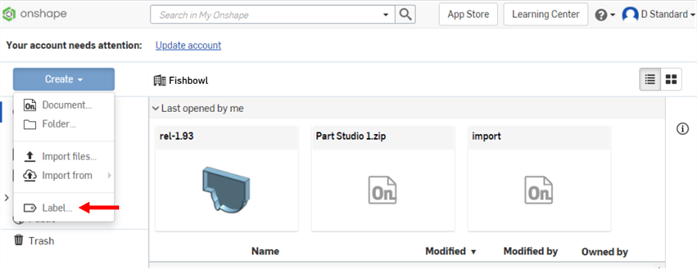 onshape
Search in My Onshape
App Store
Learning Center
D Standard
Your account needs attention: Update account
Create
Fishbowl
Document...
Folder...
Import files...
Import from
Label...
Trash
Last opened by me
rel-1.93
Part Studio 1.zip
import
On
On
Name
Modified
Modified by
Owned by